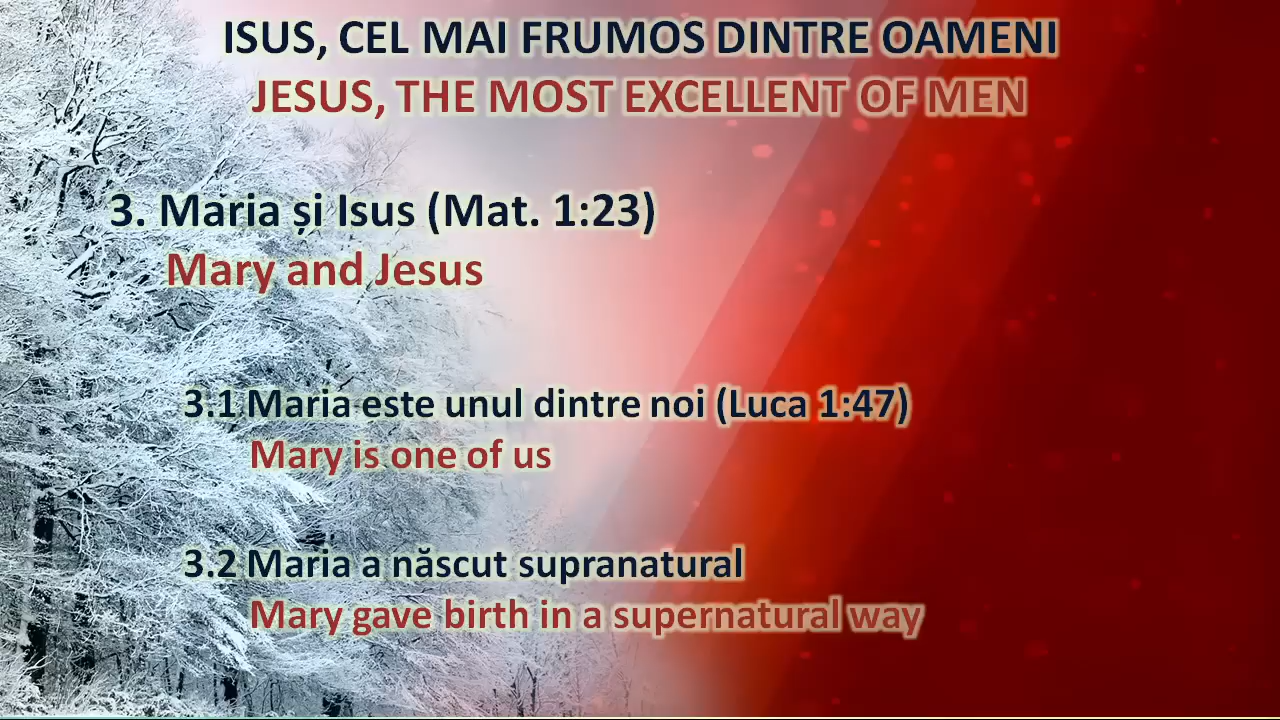 ISUS, CEL MAI FRUMOS DINTRE OAMENI
JESUS, THE MOST EXCELLENT OF MEN
3. Maria și Isus (Mat. 1:23)
Mary and Jesus
3.1 Maria este unul dintre noi (Luca 1:47)
Mary is one of us
3.2 Maria a născut supranatural
Mary gave birth in a supernatural way